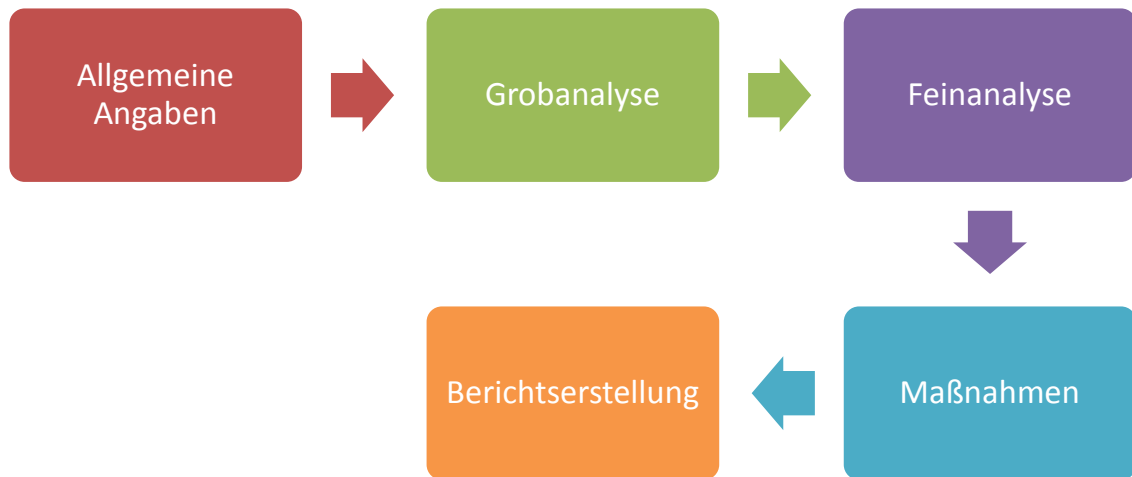 Allgemeine
Angaben
Grobanalyse
Feinanalyse
Berichtserstellung
Maßnahmen